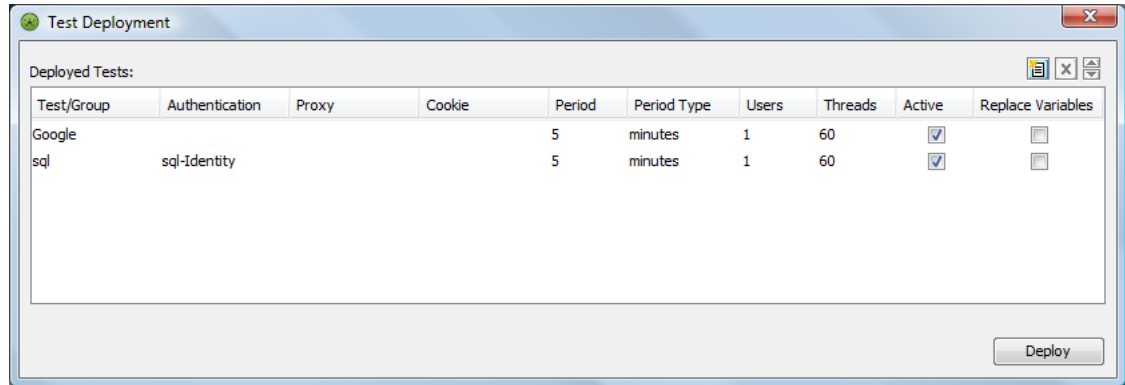 Test Deployment
Deployed Tests:
Test/Group Authentication Proxy Cookie Period Period Type Users Threads Active Replace Variables
Google 5 minutes 1 60
sql sql-Identity 5 minutes 1 60
Deploy